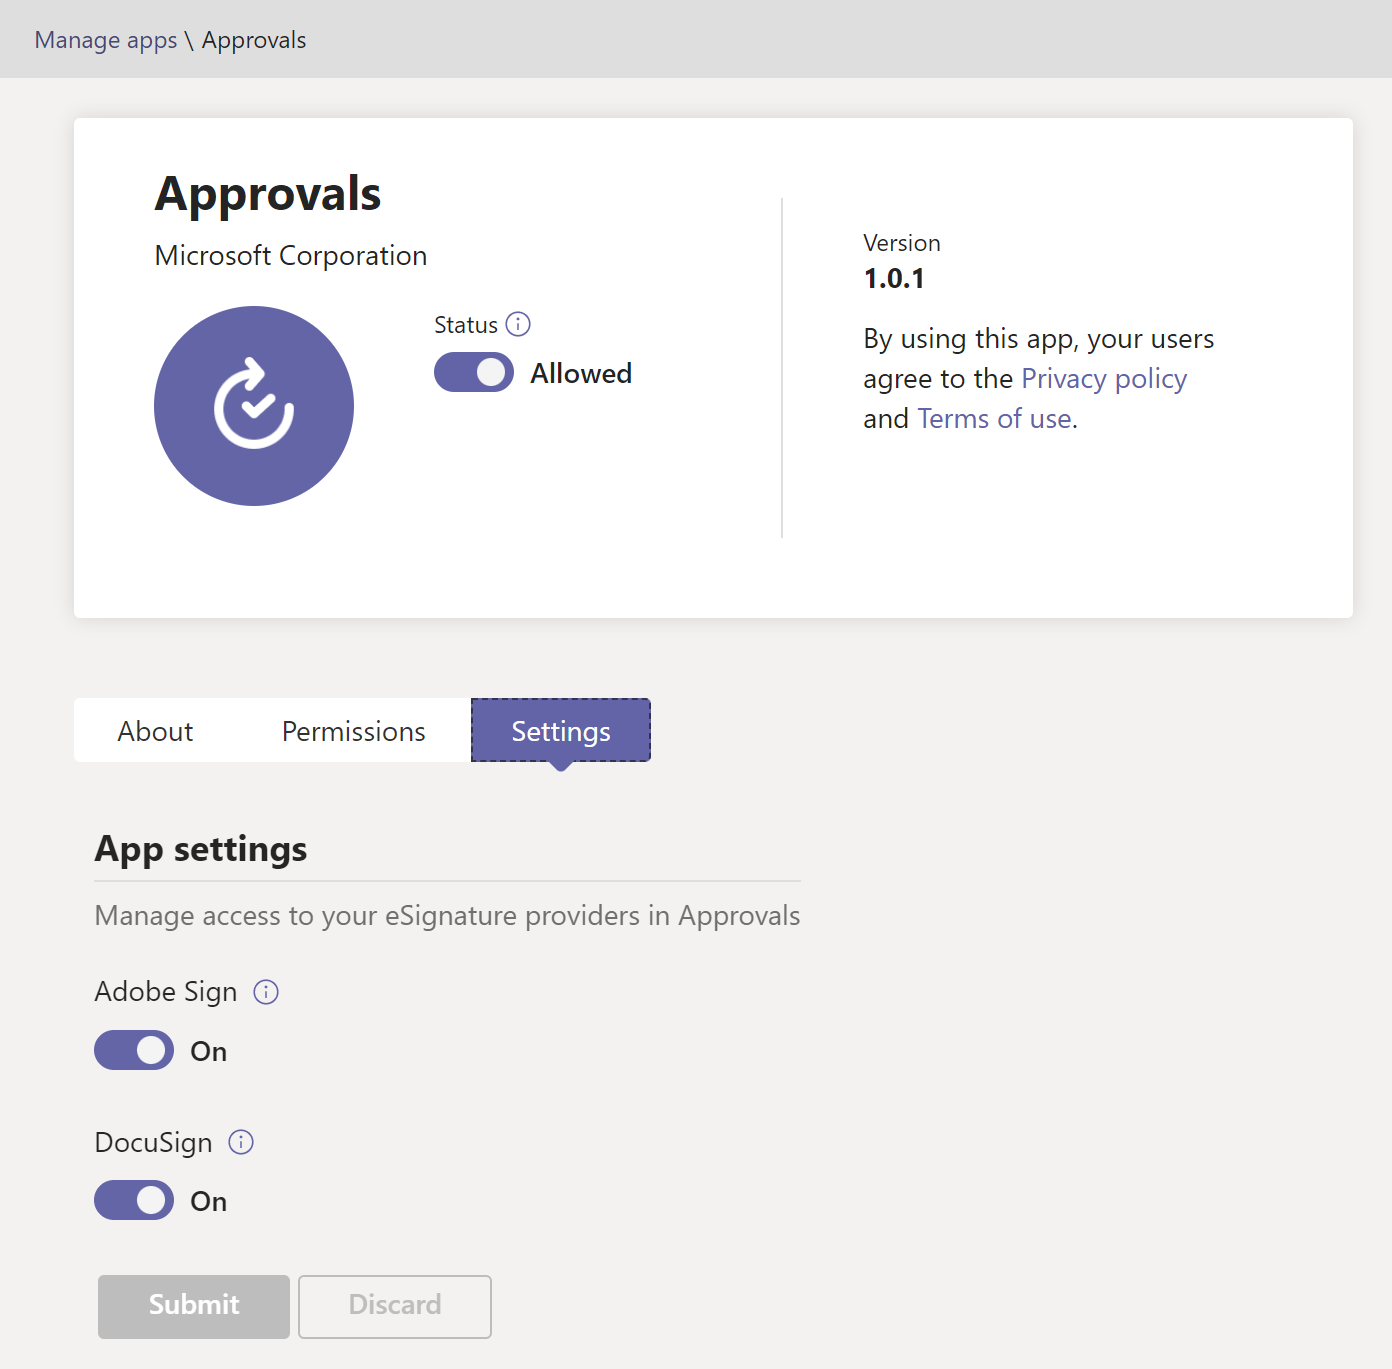 Manage apps \ Approvals
Approvals
Microsoft Corporation
Status
Allowed
Version
1.0.1
By using this app, your users
agree to the Privacy policy
and Terms of use.
About
Permissions
Settings
App settings
Manage access to your eSignature providers in Approvals
Adobe Sign
On
DocuSign
On
Submit
Discard